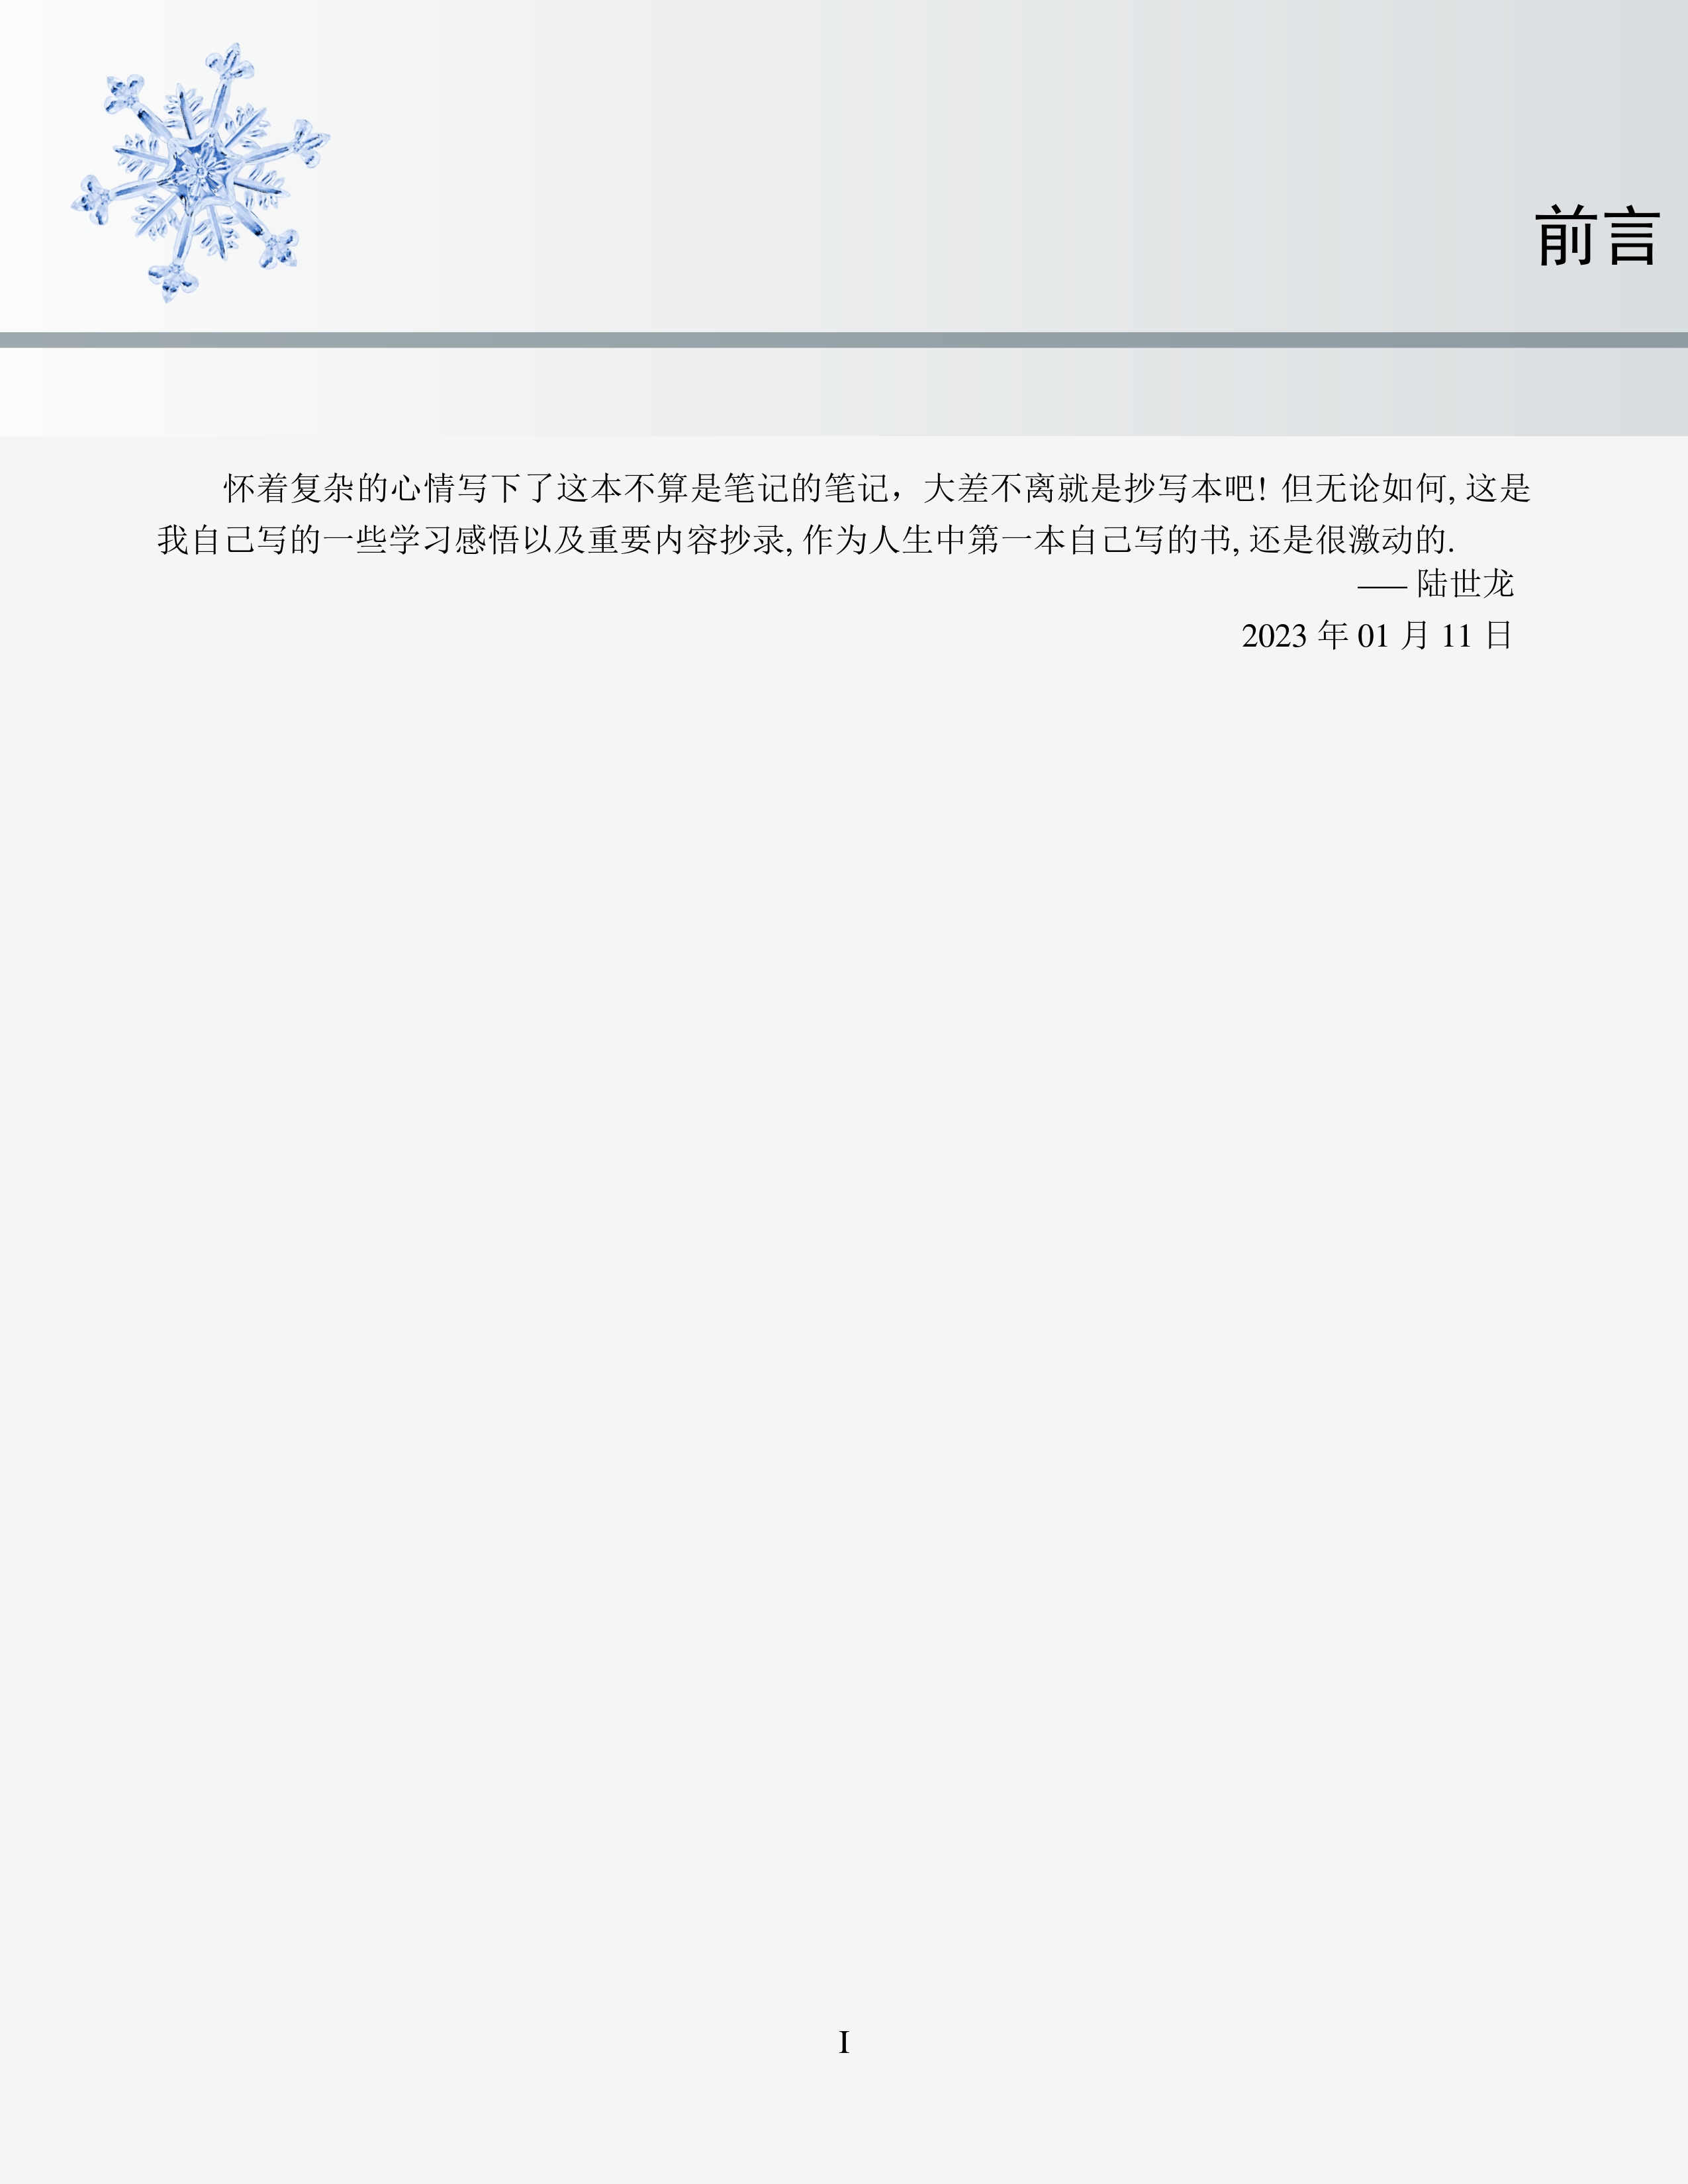 前言
怀着复杂的心情写下了这本不算是笔记的笔记，大差不离就是抄写本吧！但无论如何, 这是
我自己写的一些学习感悟以及重要内容抄录, 作为人生中第一本自己写的书, 还是很激动的.
—— 陆世龙
2023 年 01 月 11 日
I